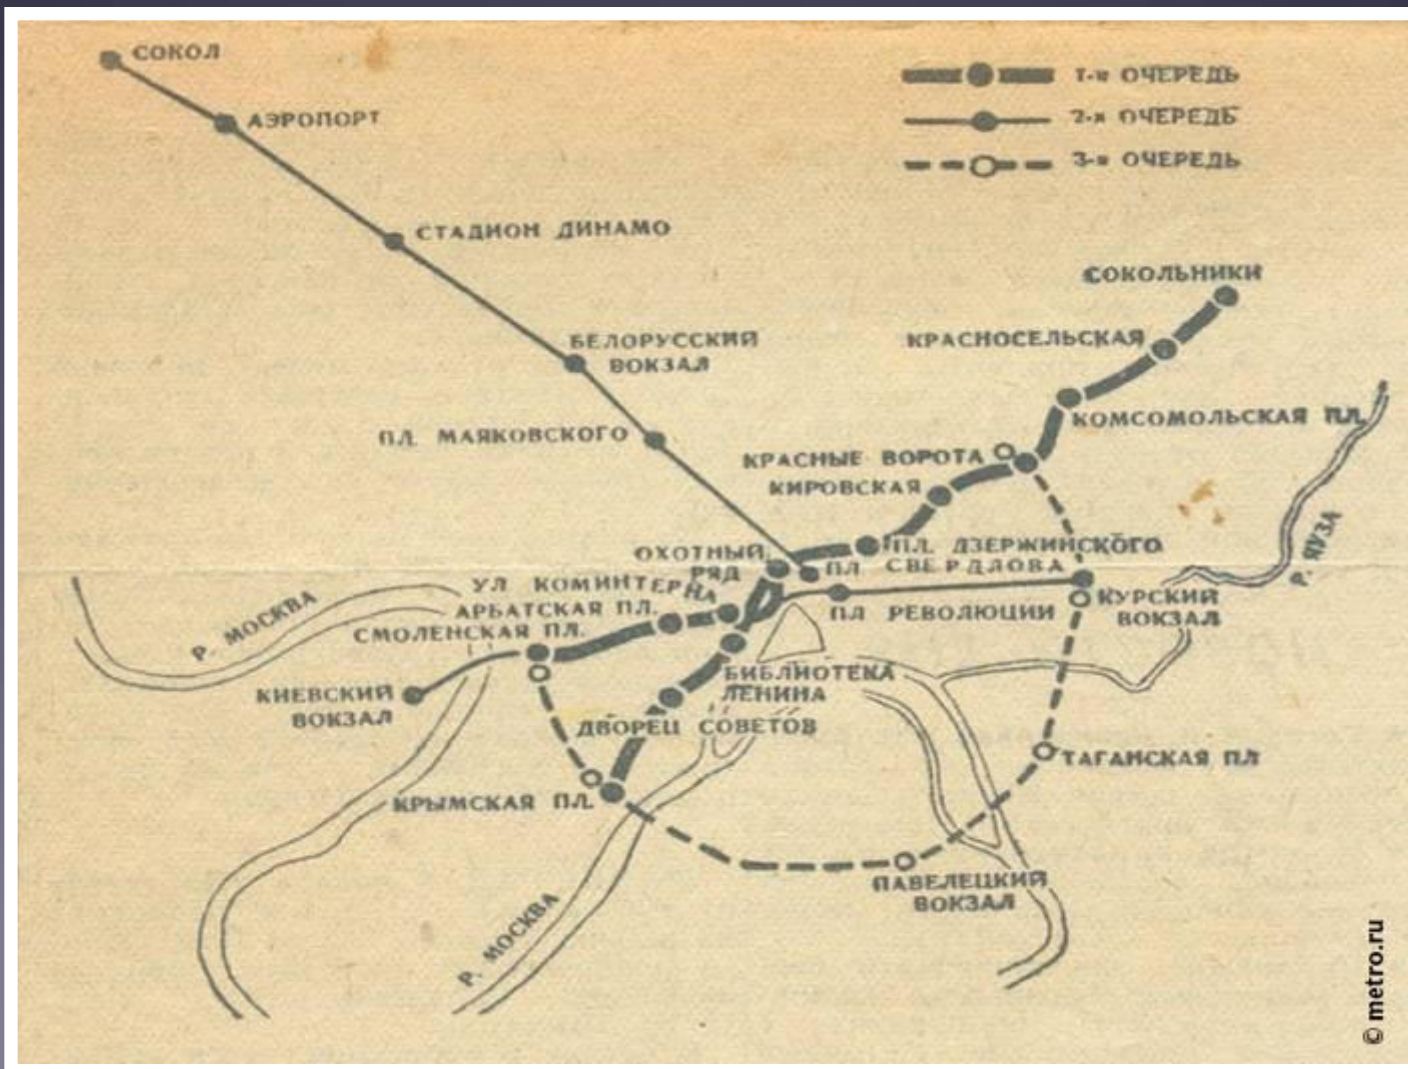 СОКОЛ
АЭРОПОРТ
СТАДИОН ДИНАМО
БЕЛОРУССКИЙ
ВОКЗАЛ
ПЛ. МАЯКОВСКОГО
1-я ОЧЕРЕДЬ
2-я ОЧЕРЕДЬ
3-я ОЧЕРЕДЬ
СОКОЛЬНИКИ
КРАСНОСЕЛЬСКАЯ
КОМСОМОЛЬСКАЯ ПЛ.
КРАСНЫЕ ВОРОТА
КИРОВСКАЯ
ПЛ. ДЗЕРЖИНСКОГО
ОХОТНЫЙ
РЯД
ПЛ СВЕРДЛОВА
УЛ КОМИНТЕРНА
АРБАТСКАЯ ПЛ.
СМОЛЕНСКАЯ ПЛ.
ПЛ РЕВОЛЮЦИИ
КУРСКИЙ
ВОКЗАЛ
Р. ЯУЗА
Р. МОСКВА
КИЕВСКИЙ
ВОКЗАЛ
БИБЛИОТЕКА
ЛЕНИНА
ДВОРЕЦ СОВЕТОВ
КРЫМСКАЯ ПЛ.
ТАГАНСКАЯ ПЛ
ПАВЕЛЕЦКИЙ
ВОКЗАЛ
Р. МОСКВА
© metro.ru